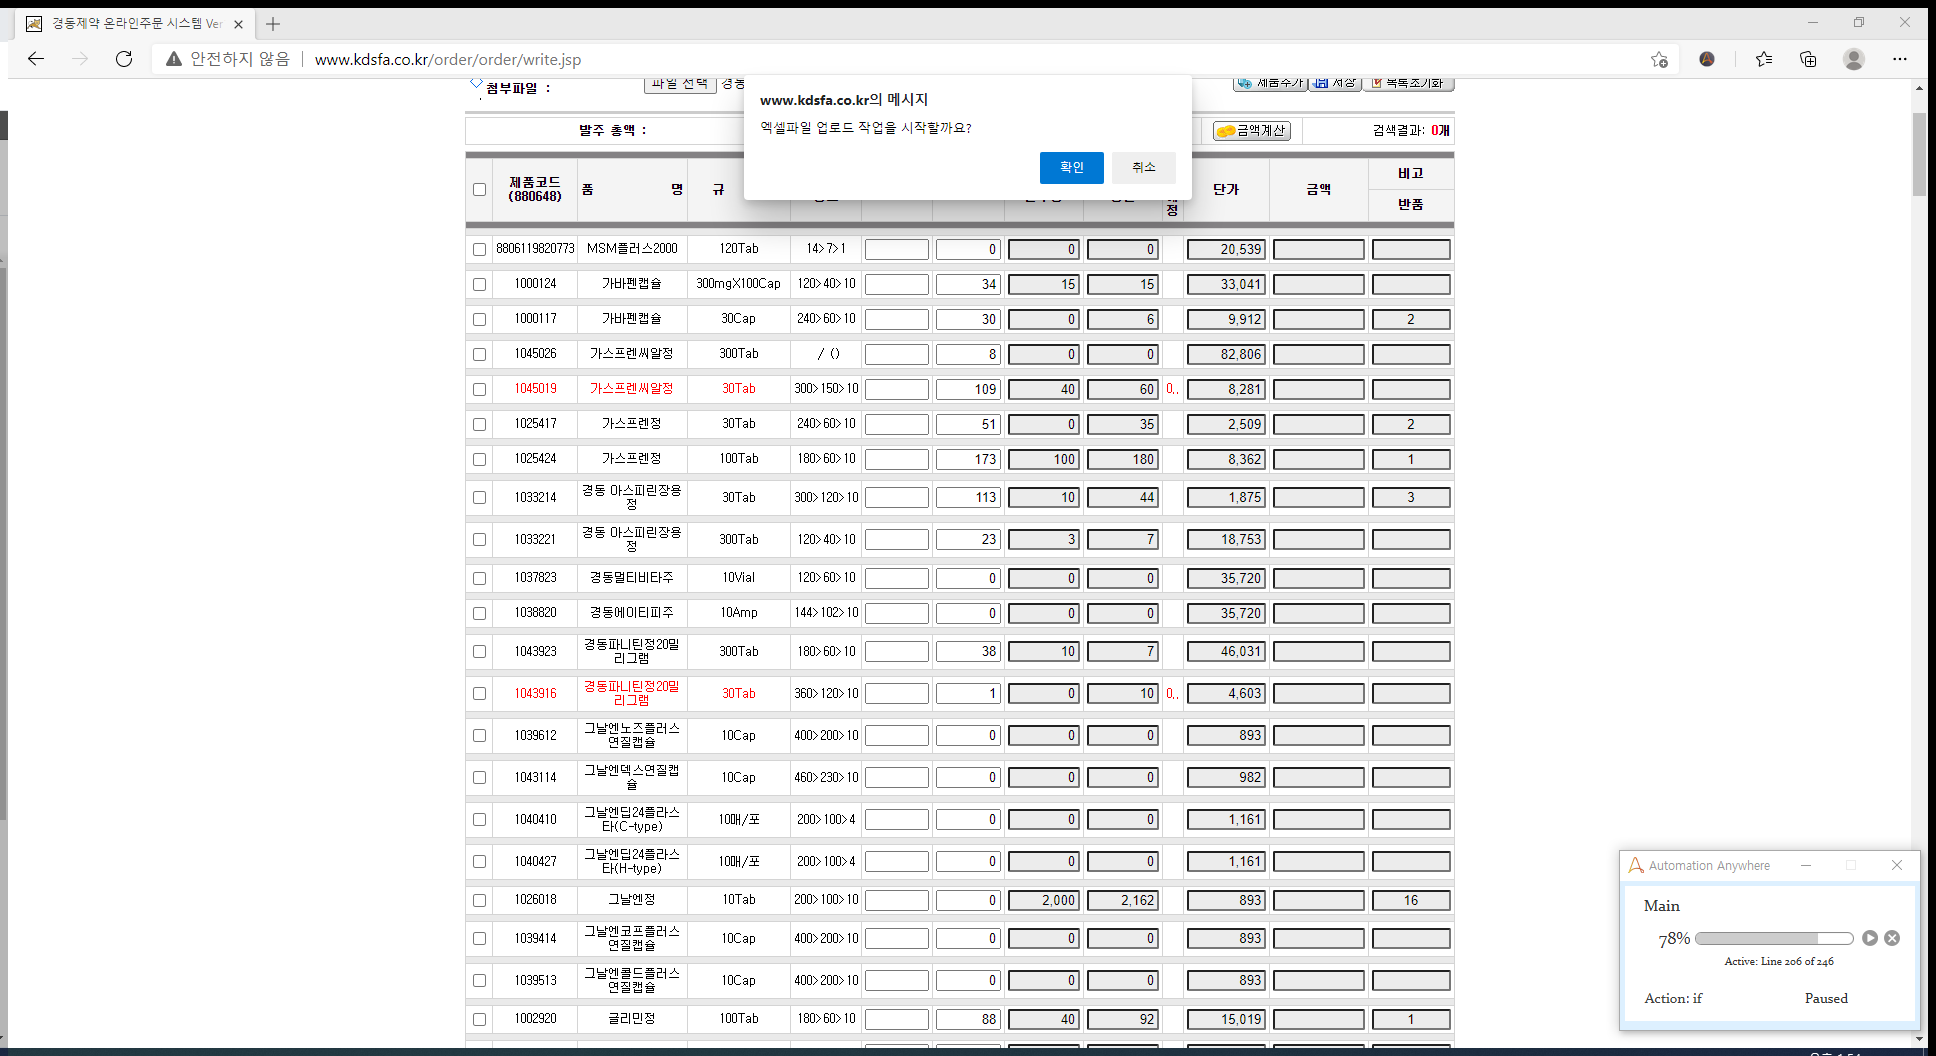 경동제약 온라인주문 시스템 Ver
안전하지 않음 www.kdsfa.co.kr/order/order/write.jsp
첨부파일 : 파일 선택 경동 제품추가 저장 목록초기화
www.kdsfa.co.kr의 메시지
엑셀파일 업로드 작업을 시작할까요?
확인 취소
발주 총액 : 금액계산 검색결과: 0개
제품코드 (880648) 품 명 규 정 단가 금액 비고 반품
8806119820773 MSM플러스2000 120Tab 14>7>1 0 0 0 20,539
1000124 가바펜캡슐 300mgX100Cap 120>40>10 34 15 15 33,041
1000117 가바펜캡슐 30Cap 240>60>10 30 0 6 9,912 2
1045026 가스프렌씨알정 300Tab / () 8 0 0 82,806
1045019 가스프렌씨알정 30Tab 300>150>10 109 40 60 0,. 8,281
1025417 가스프렌정 30Tab 240>60>10 51 0 35 2,509 2
1025424 가스프렌정 100Tab 180>60>10 173 100 180 8,362 1
1033214 경동 아스피린장용정 30Tab 300>120>10 113 10 44 1,875 3
1033221 경동 아스피린장용정 300Tab 120>40>10 23 3 7 18,753
1037823 경동멀티비타주 10Vial 120>60>10 0 0 0 35,720
1038820 경동에이티피주 10Amp 144>102>10 0 0 0 35,720
1043923 경동파니틴정20밀리그램 300Tab 180>60>10 38 10 7 46,031
1043916 경동파니틴정20밀리그램 30Tab 360>120>10 1 0 10 0,. 4,603
1039612 그날엔노즈플러스연질캡슐 10Cap 400>200>10 0 0 0 893
1043114 그날엔덱스연질캡슐 10Cap 460>230>10 0 0 0 982
1040410 그날엔딥24플라스타(C-type) 10매/포 200>100>4 0 0 0 1,161
1040427 그날엔딥24플라스타(H-type) 10매/포 200>100>4 0 0 0 1,161
1026018 그날엔정 10Tab 200>100>10 0 2,000 2,162 893 16
1039414 그날엔코프플러스연질캡슐 10Cap 400>200>10 0 0 0 893
1039513 그날엔콜드플러스연질캡슐 10Cap 400>200>10 0 0 0 893
1002920 글리민정 100Tab 180>60>10 88 40 92 15,019 1
Automation Anywhere
Main
78%
Active: Line 206 of 246
Action: if Paused